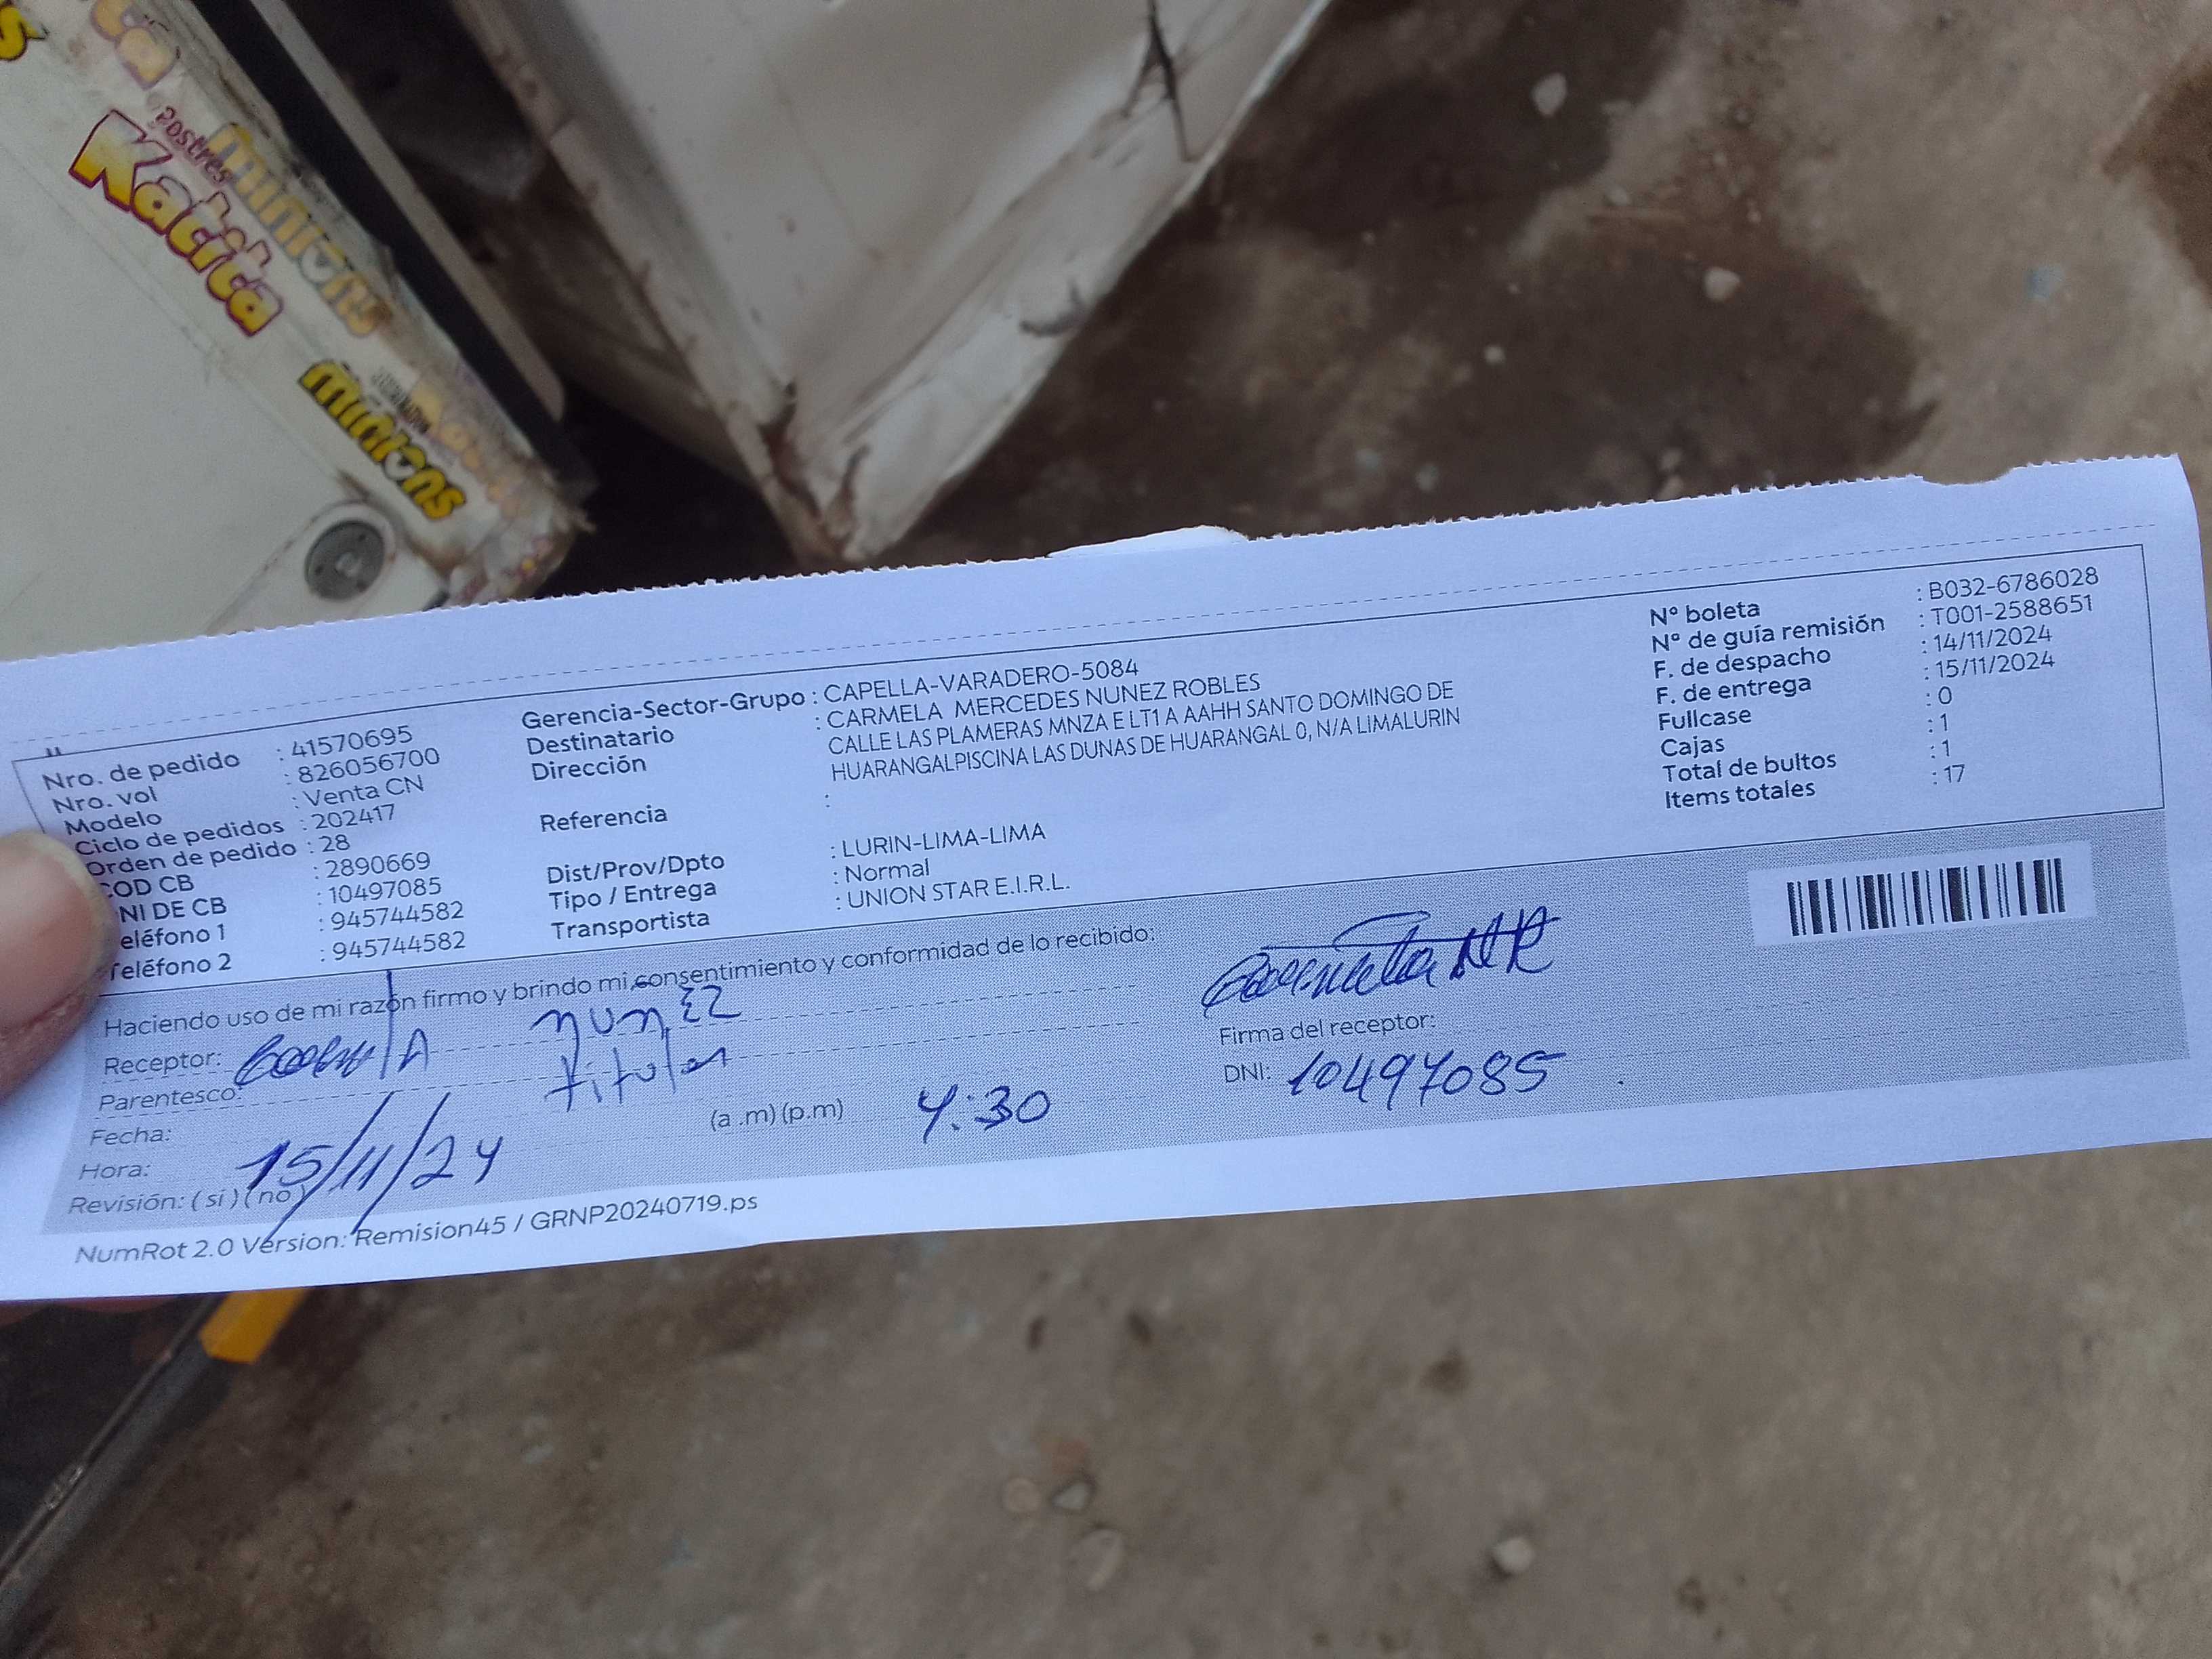 Postres
Katita
minions
minions
Nro. de pedido : 41570695
Nro. vol : 826056700
Modelo : Venta CN
Ciclo de pedidos : 202417
Orden de pedido : 28
COD CB : 2890669
NI DE CB : 10497085
eléfono 1 : 945744582
Teléfono 2 : 945744582
Gerencia-Sector-Grupo : CAPELLA-VARADERO-5084
Destinatario : CARMELA MERCEDES NUNEZ ROBLES
Dirección CALLE LAS PLAMERAS MNZA E LT1 A AAHH SANTO DOMINGO DE
HUARANGALPISCINA LAS DUNAS DE HUARANGAL 0, N/A LIMALURIN
Referencia :
Dist/Prov/Dpto : LURIN-LIMA-LIMA
Tipo / Entrega : Normal
Transportista : UNION STAR E.I.R.L.
Nº boleta : B032-6786028
Nº de guía remisión : T001-2588651
F. de despacho : 14/11/2024
F. de entrega : 15/11/2024
Fullcase : 0
Cajas : 1
Total de bultos : 1
Items totales : 17
Haciendo uso de mi razón firmo y brindo mi consentimiento y conformidad de lo recibido:
Receptor: nunez
Parentesco: titular
Fecha: 15/11/24
Hora: (a .m) (p.m) 4:30
Revisión: ( si ) ( no )
Firma del receptor:
DNI: 10497085
NumRot 2.0 Version: Remision45 / GRNP20240719.ps